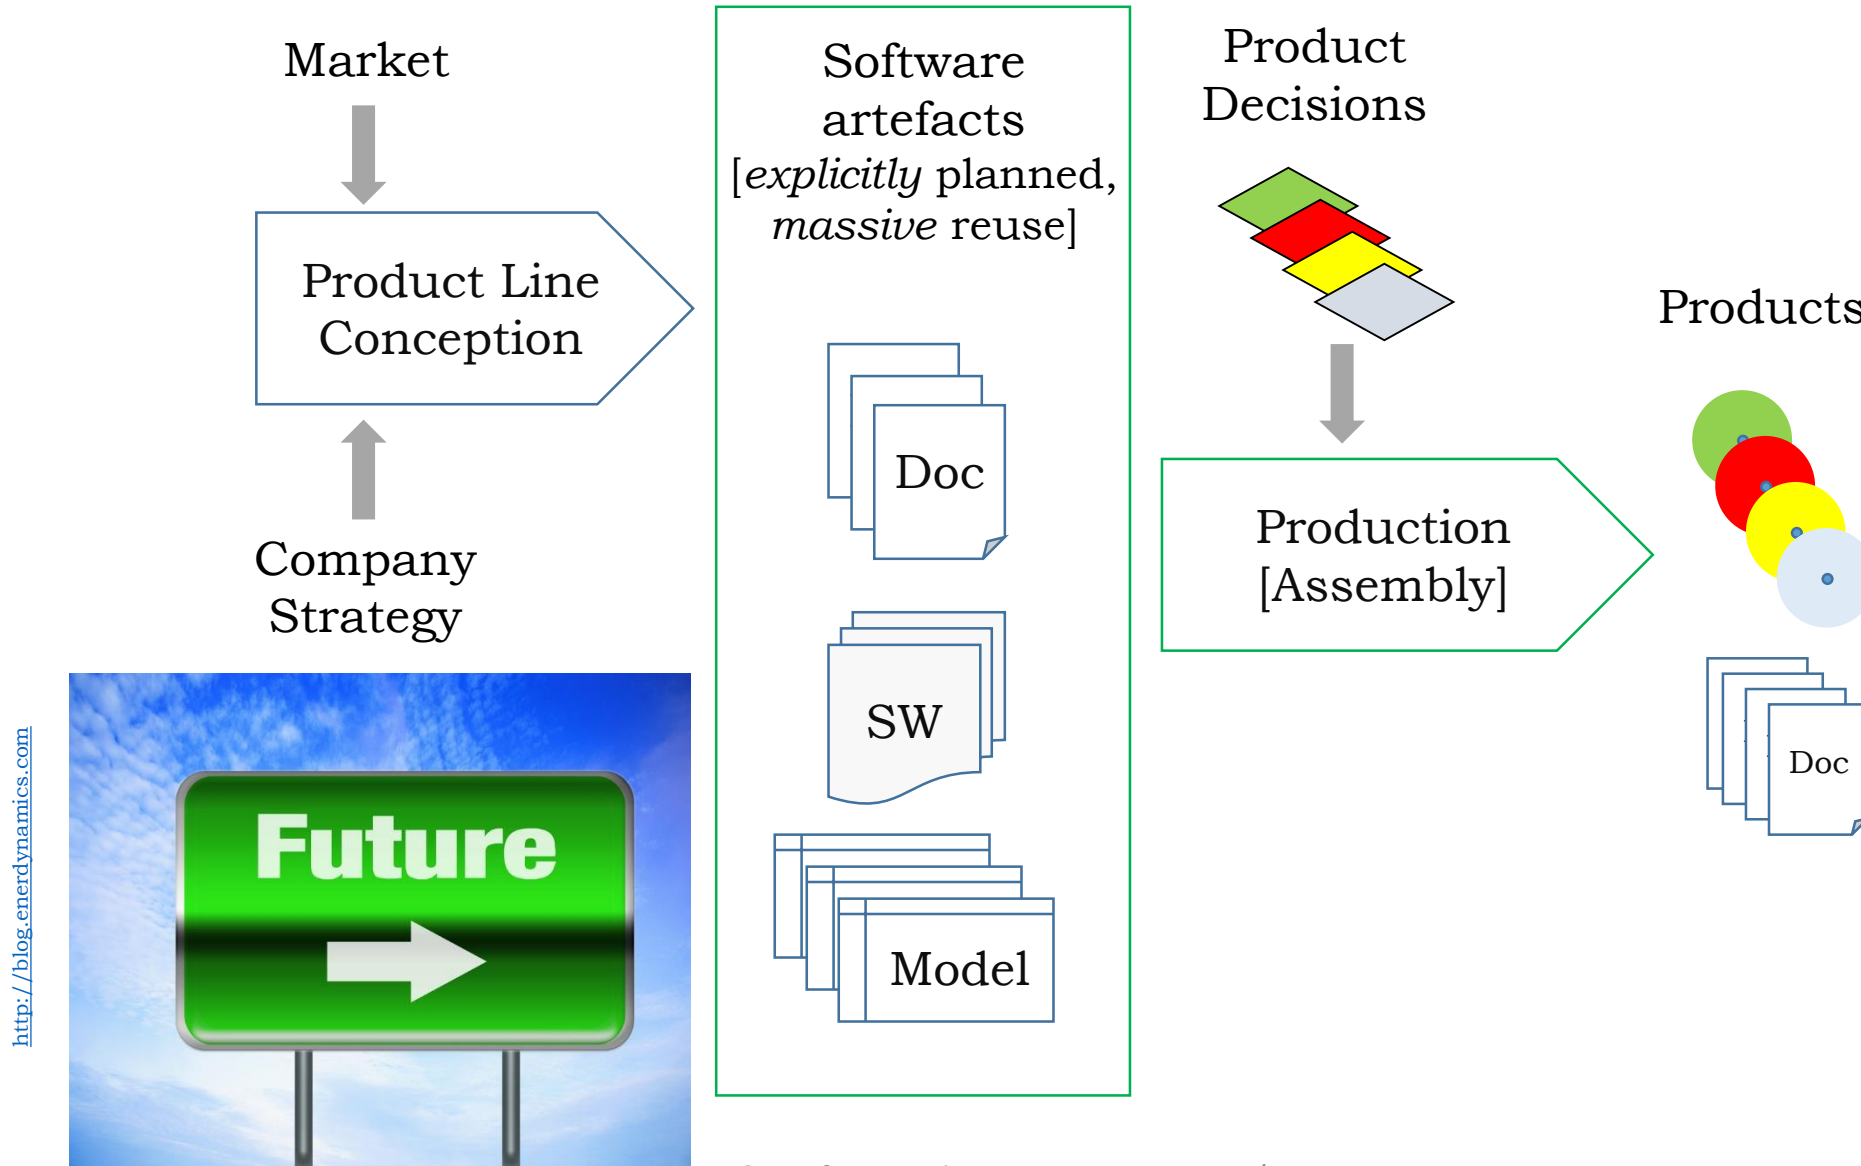 Market
Product Line
Conception
Company
Strategy
http://blog.enerdynamics.com
Future
Software
artefacts
[explicitly planned,
massive reuse]
Doc
SW
Model
Product
Decisions
Production
[Assembly]
Products
Doc